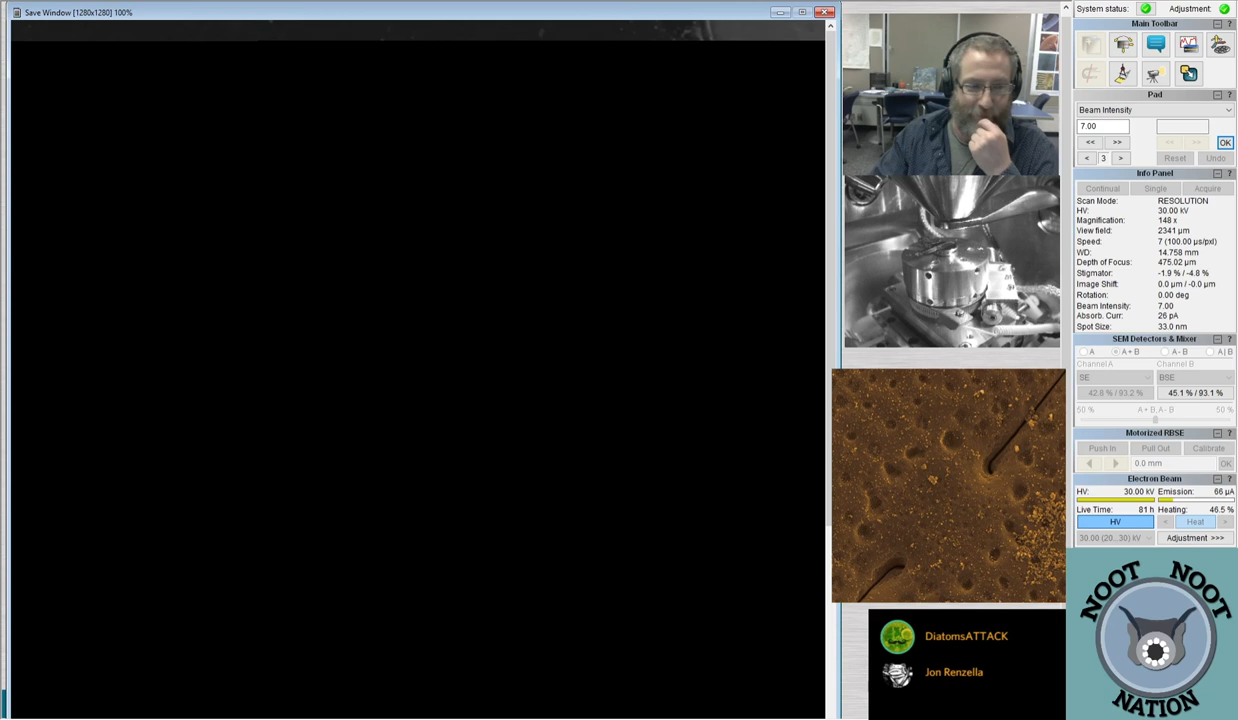 Save Window [1280x1280] 100%
System status: Adjustment:
Main Toolbar - ?
Pad - ?
Beam Intensity
7.00
<< >> << >> OK
< 3 > Reset Undo
Info Panel - ?
Continual Single Acquire
Scan Mode: RESOLUTION
HV: 30.00 kV
Magnification: 148 x
View field: 2341 µm
Speed: 7 (100.00 µs/pxl)
WD: 14.758 mm
Depth of Focus: 475.02 µm
Stigmator: -1.9 % / -4.8 %
Image Shift: 0.0 µm / -0.0 µm
Rotation: 0.00 deg
Beam Intensity: 7.00
Absorb. Curr: 26 pA
Spot Size: 33.0 nm
SEM Detectors & Mixer - ?
A A+B A-B A|B
Channel A Channel B
SE BSE
42.8 % / 93.2 % 45.1 % / 93.1 %
50 % A+B, A-B 50 %
Motorized RBSE - ?
Push In Pull Out Calibrate
0.0 mm OK
Electron Beam - ?
HV: 30.00 kV Emission: 66 µA
Live Time: 81 h Heating: 46.5 %
HV < Heat >
30.00 (20...30) kV Adjustment >>>
DiatomsATTACK
Jon Renzella
NOOT NOOT
NATION